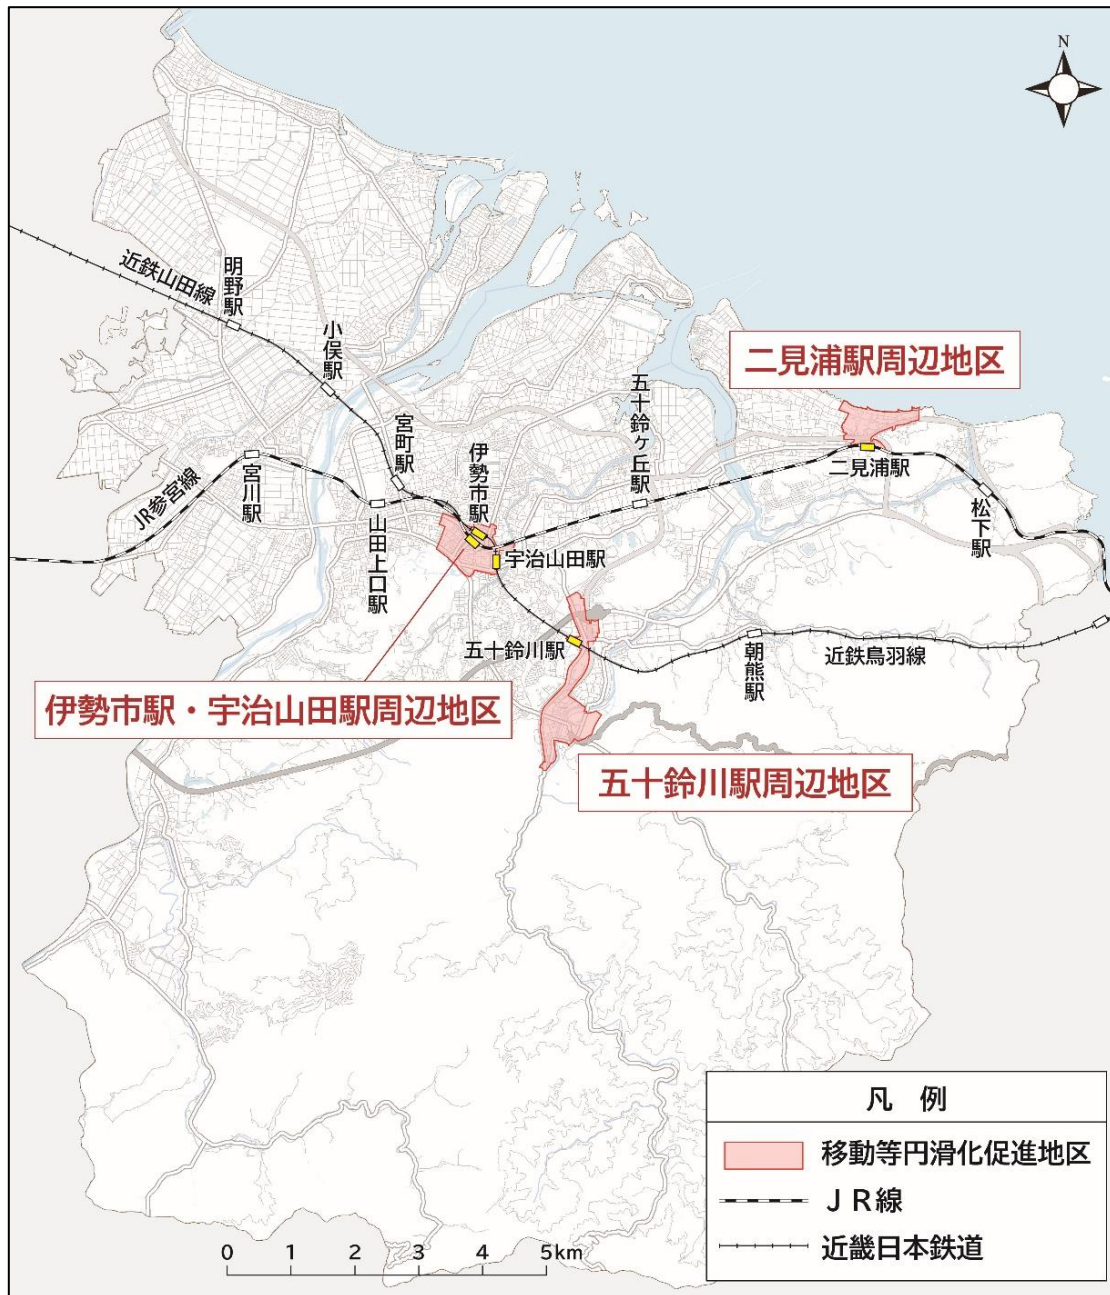 N
近鉄山田線
明野駅
小俣駅
宮町駅
伊勢市駅
五十鈴ヶ丘駅
二見浦駅周辺地区
二見浦駅
松下駅
JR参宮線
宮川駅
山田上口駅
宇治山田駅
五十鈴川駅
朝熊駅
近鉄鳥羽線
伊勢市駅・宇治山田駅周辺地区
五十鈴川駅周辺地区
凡 例
移動等円滑化促進地区
JR線
近畿日本鉄道
0 1 2 3 4 5km